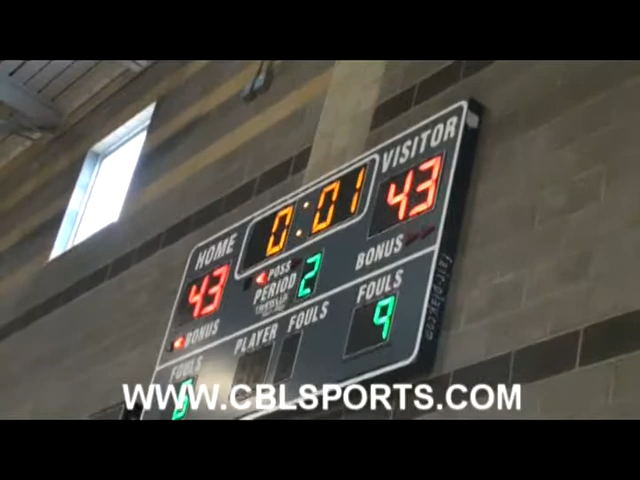 HOME 0:01 VISITOR
43 POSS 43
PERIOD 2
BONUS BONUS
PLAYER FOULS
FOULS FOULS
9
WWW.CBLSPORTS.COM